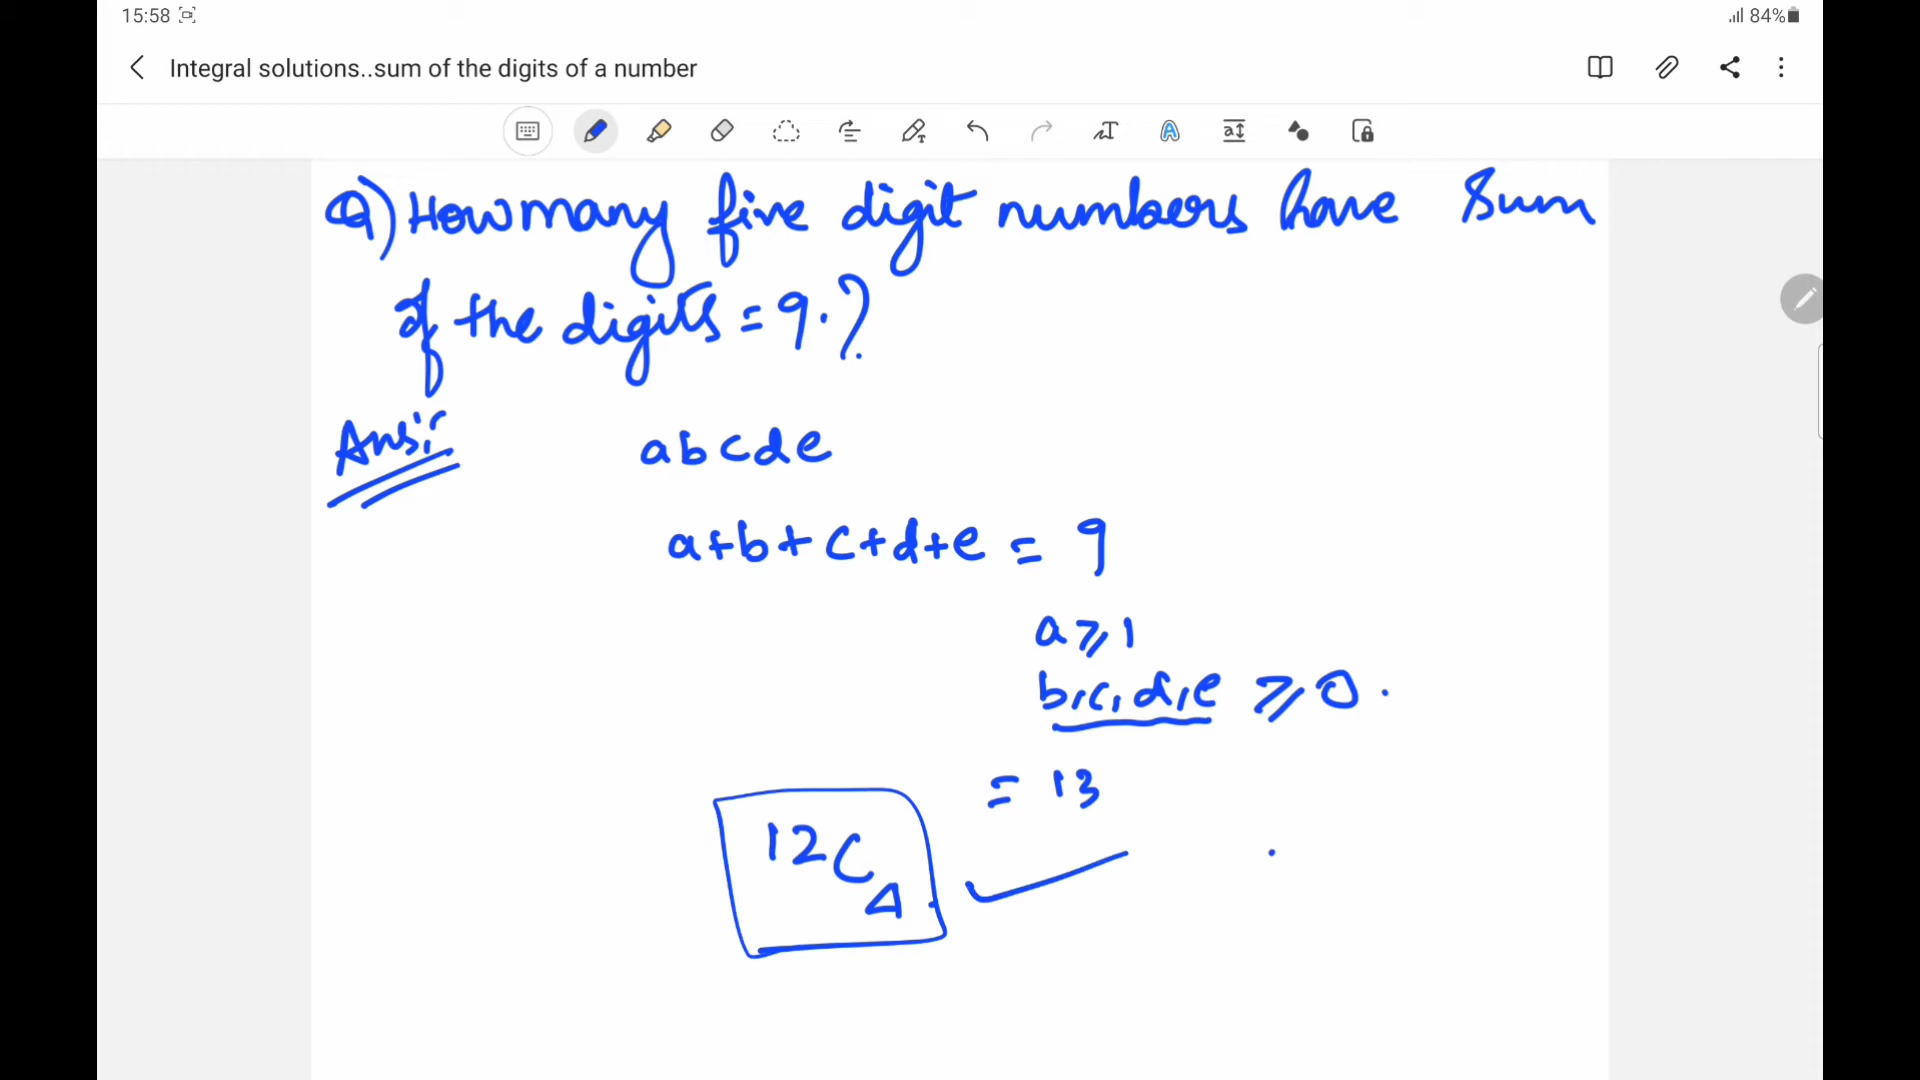 15:58
84%
Integral solutions..sum of the digits of a number
Q) How many five digit numbers have sum
of the digits = 9.?
Ans:
abcde
a+b+c+d+e = 9
a ⩾ 1
b,c,d,e ⩾ 0.
= 13
¹²C₄.